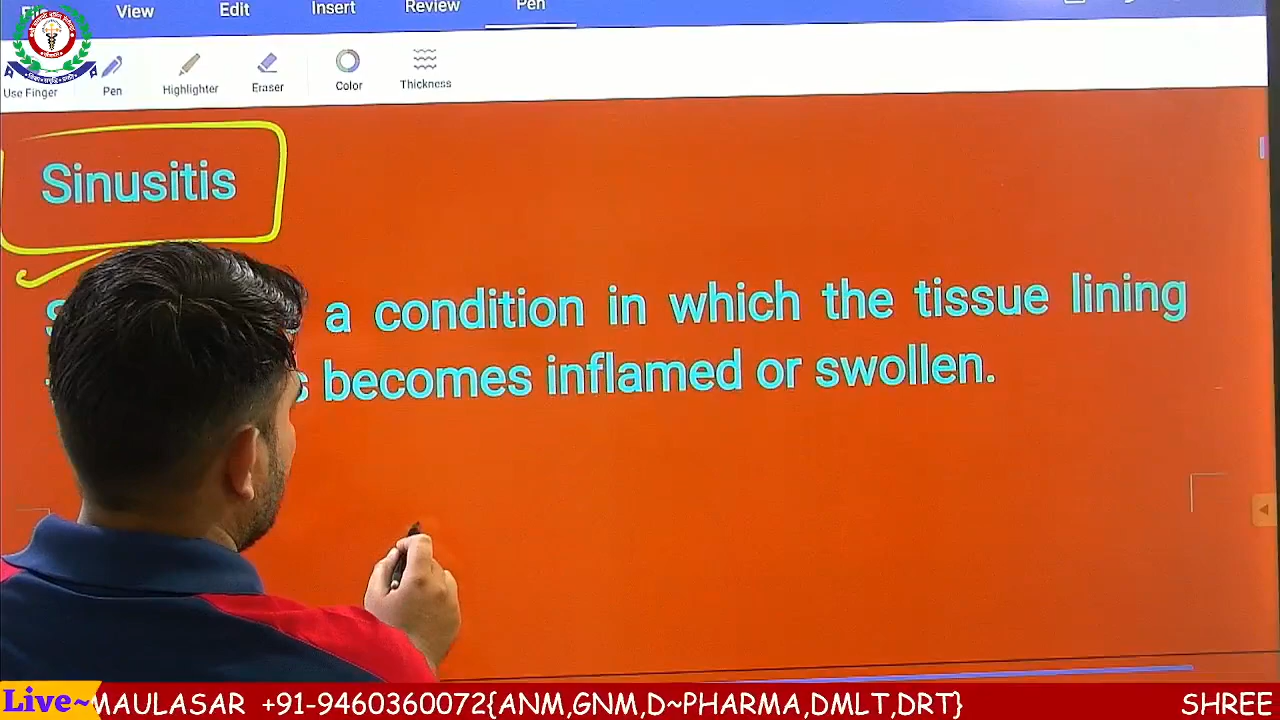 View Edit Insert Review Pen
Use Finger Pen Highlighter Eraser Color Thickness
Sinusitis
a condition in which the tissue lining
becomes inflamed or swollen.
Live~ MAULASAR +91-9460360072{ANM,GNM,D~PHARMA,DMLT,DRT} SHREE